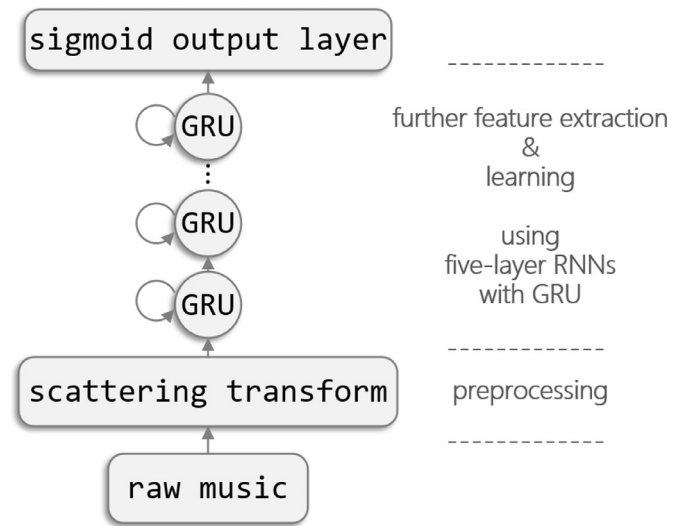 sigmoid output layer
GRU
further feature extraction
&
learning
GRU
using
five-layer RNNs
with GRU
GRU
scattering transform
preprocessing
raw music